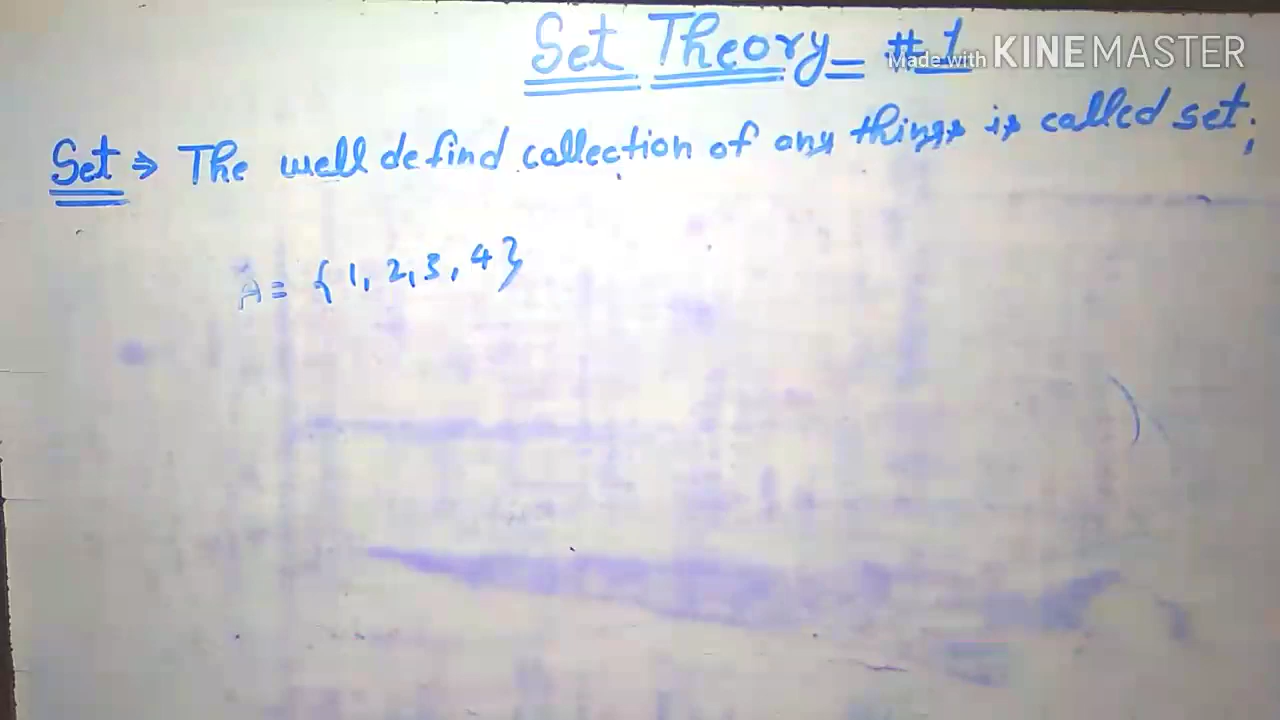 Set Theory = #1
Made with KINEMASTER
Set ⇒ The well defind collection of any things is called set.
A = {1, 2, 3, 4}